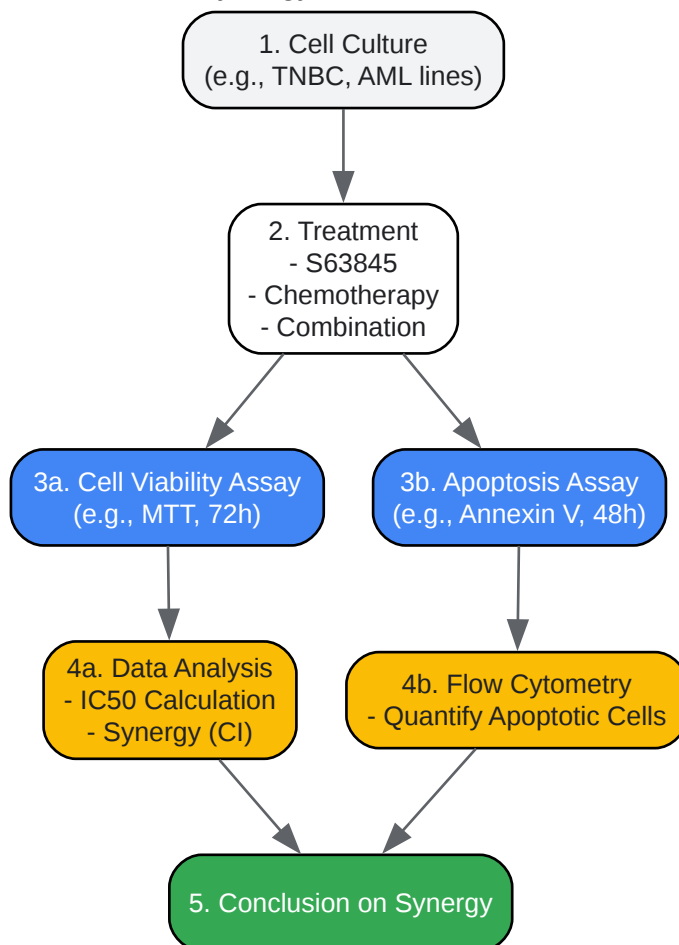 1. Cell Culture
(e.g., TNBC, AML lines)
2. Treatment
- S63845
- Chemotherapy
- Combination
3a. Cell Viability Assay
(e.g., MTT, 72h)
3b. Apoptosis Assay
(e.g., Annexin V, 48h)
4a. Data Analysis
- IC50 Calculation
- Synergy (CI)
4b. Flow Cytometry
- Quantify Apoptotic Cells
5. Conclusion on Synergy